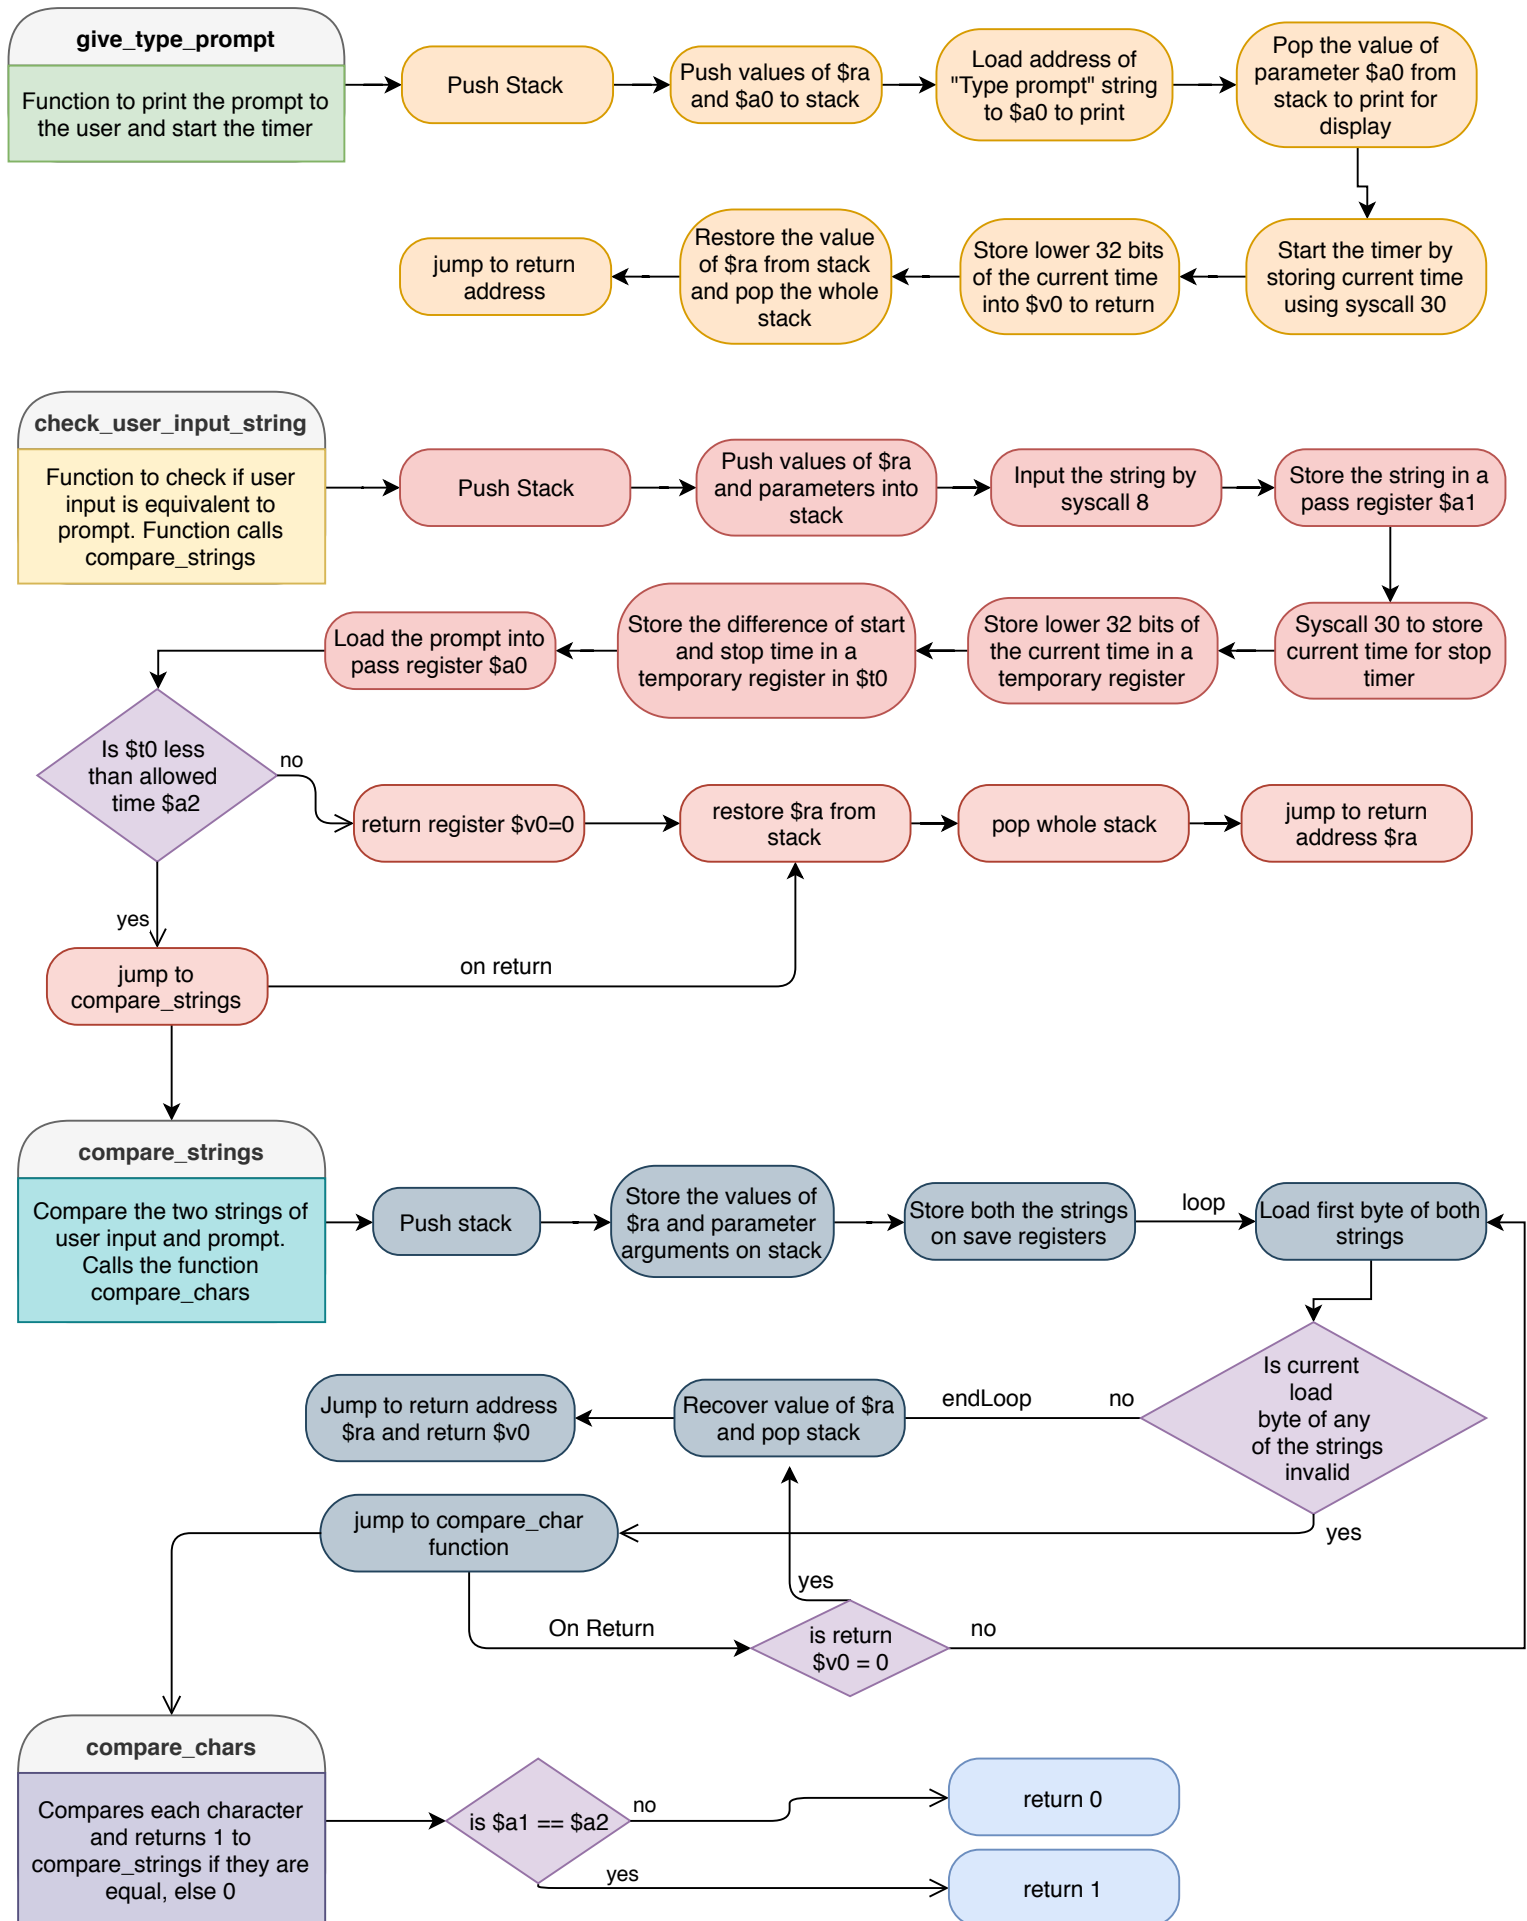 give_type_prompt
Function to print the prompt to
the user and start the timer
Push Stack
Push values of $ra
and $a0 to stack
Load address of
"Type prompt" string
to $a0 to print
Pop the value of
parameter $a0 from
stack to print for
display
Start the timer by
storing current time
using syscall 30
Store lower 32 bits
of the current time
into $v0 to return
Restore the value
of $ra from stack
and pop the whole
stack
jump to return
address
check_user_input_string
Function to check if user
input is equivalent to
prompt. Function calls
compare_strings
Push Stack
Push values of $ra
and parameters into
stack
Input the string by
syscall 8
Store the string in a
pass register $a1
Syscall 30 to store
current time for stop
timer
Store lower 32 bits of
the current time in a
temporary register
Store the difference of start
and stop time in a
temporary register in $t0
Load the prompt into
pass register $a0
Is $t0 less
than allowed
time $a2
no
return register $v0=0
restore $ra from
stack
pop whole stack
jump to return
address $ra
yes
jump to
compare_strings
on return
compare_strings
Compare the two strings of
user input and prompt.
Calls the function
compare_chars
Push stack
Store the values of
$ra and parameter
arguments on stack
Store both the strings
on save registers
loop
Load first byte of both
strings
Is current
load
byte of any
of the strings
invalid
no
endLoop
Recover value of $ra
and pop stack
Jump to return address
$ra and return $v0
yes
jump to compare_char
function
On Return
is return
$v0 = 0
yes
no
compare_chars
Compares each character
and returns 1 to
compare_strings if they are
equal, else 0
is $a1 == $a2
no
return 0
yes
return 1